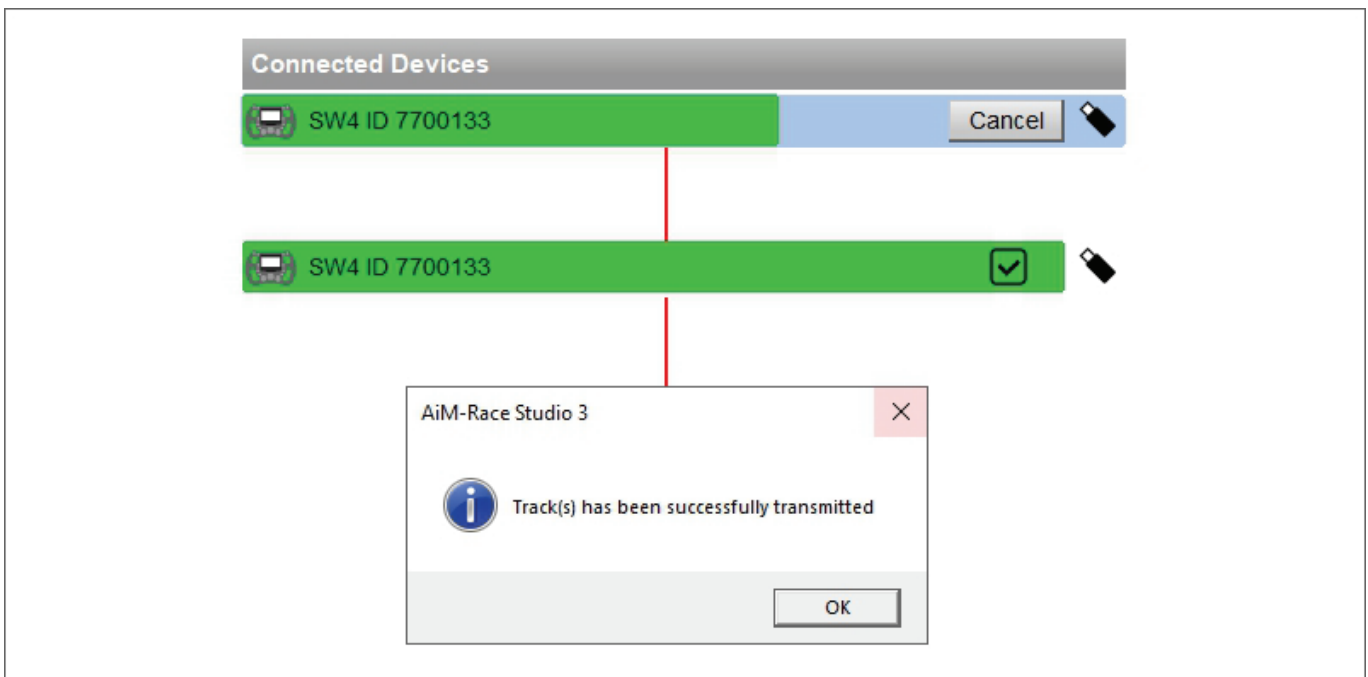 Connected Devices
SW4 ID 7700133 Cancel
SW4 ID 7700133
AiM-Race Studio 3
Track(s) has been successfully transmitted
OK